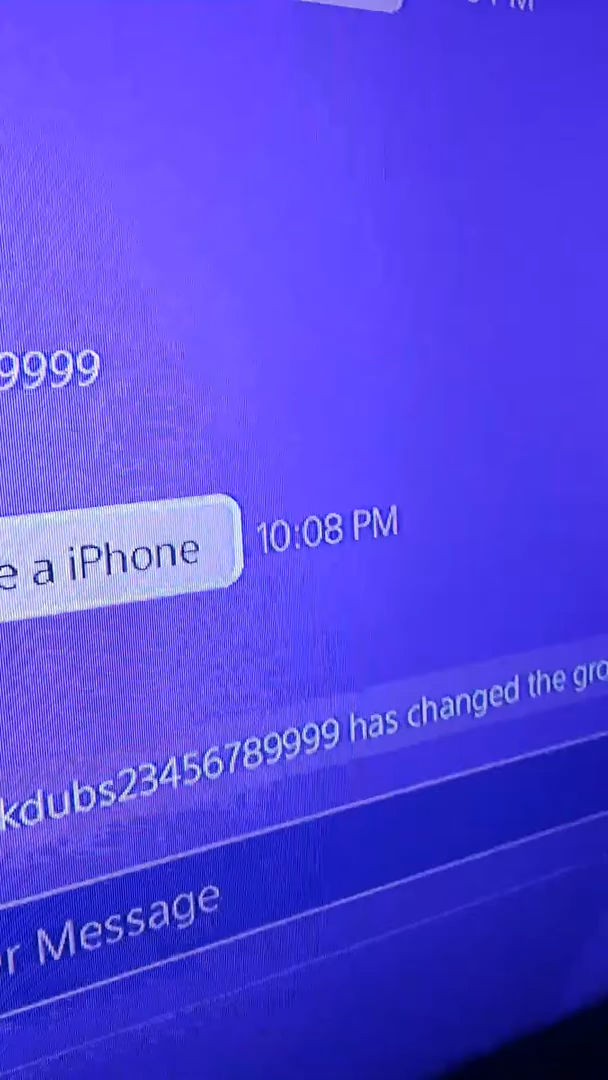 9999
e a iPhone
10:08 PM
kdubs23456789999 has changed the gro
r Message